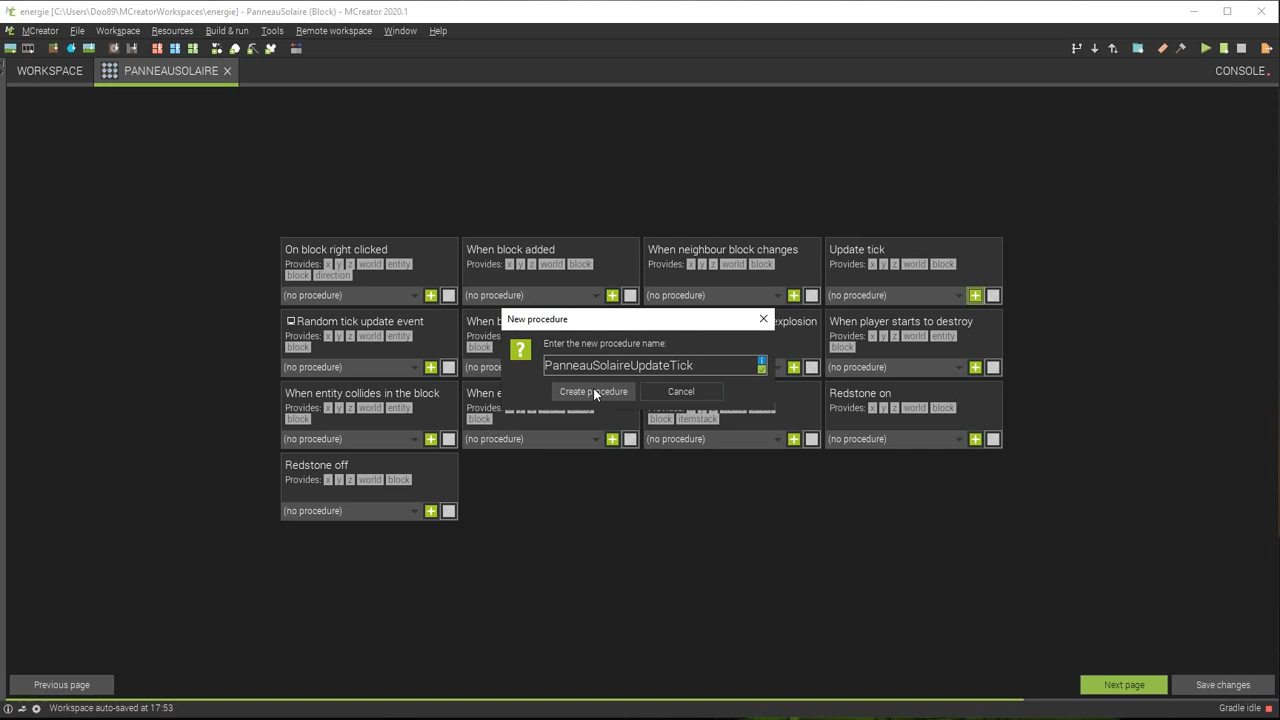 energie [C:\Users\Doo89\MCreatorWorkspaces\energie] - PanneauSolaire (Block) - MCreator 2020.1
MCreator File Workspace Resources Build & run Tools Remote workspace Window Help
WORKSPACE PANNEAUSOLAIRE CONSOLE
On block right clicked When block added When neighbour block changes Update tick
Provides: x y z world entity Provides: x y z world block Provides: x y z world block Provides: x y z world block
block direction
(no procedure) (no procedure) (no procedure) (no procedure)
New procedure
Random tick update event explosion When player starts to destroy
Provides: x y z world entity Provides: x y z world entity
block block
Enter the new procedure name:
PanneauSolaireUpdateTick
(no procedure) (no procedure)
Create procedure Cancel
When entity collides in the block Redstone on
Provides: x y z world entity Provides: x y z world block
block block block itemstack
(no procedure) (no procedure) (no procedure) (no procedure)
Redstone off
Provides: x y z world block
(no procedure)
Previous page Next page Save changes
Workspace auto-saved at 17:53 Gradle idle